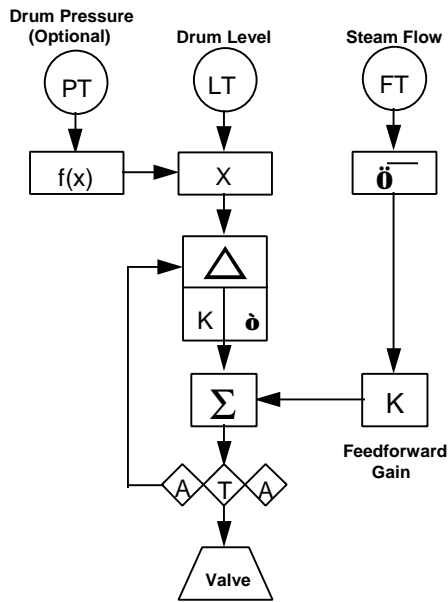 Drum Pressure
(Optional)
Drum Level
Steam Flow
PT
LT
FT
f(x)
X
ö
K
ò
Σ
K
Feedforward
Gain
A
T
A
Valve